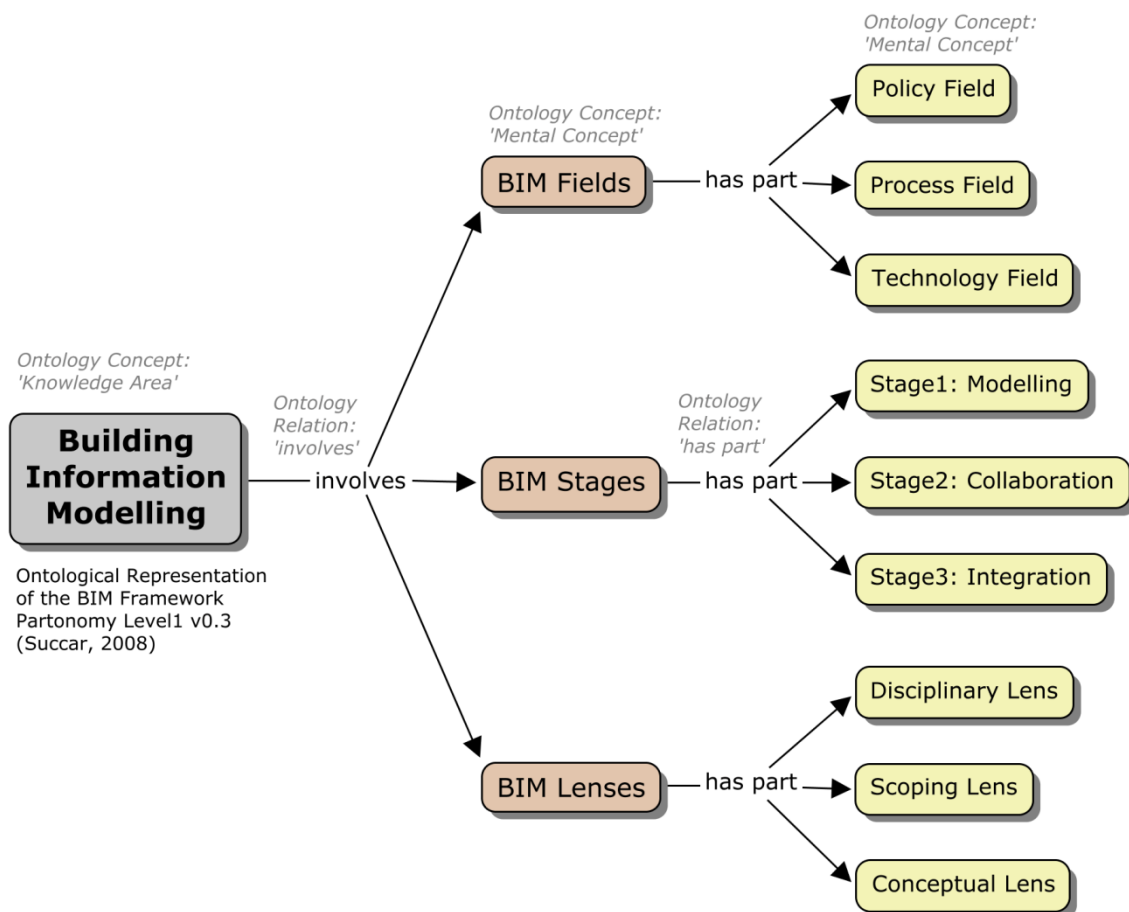 Ontology Concept:
'Knowledge Area'
Building
Information
Modelling
Ontological Representation
of the BIM Framework
Partonomy Level1 v0.3
(Succar, 2008)
Ontology
Relation:
'involves'
involves
Ontology Concept:
'Mental Concept'
BIM Fields
has part
Ontology Concept:
'Mental Concept'
Policy Field
Process Field
Technology Field
BIM Stages
Ontology
Relation:
'has part'
has part
Stage1: Modelling
Stage2: Collaboration
Stage3: Integration
BIM Lenses
has part
Disciplinary Lens
Scoping Lens
Conceptual Lens